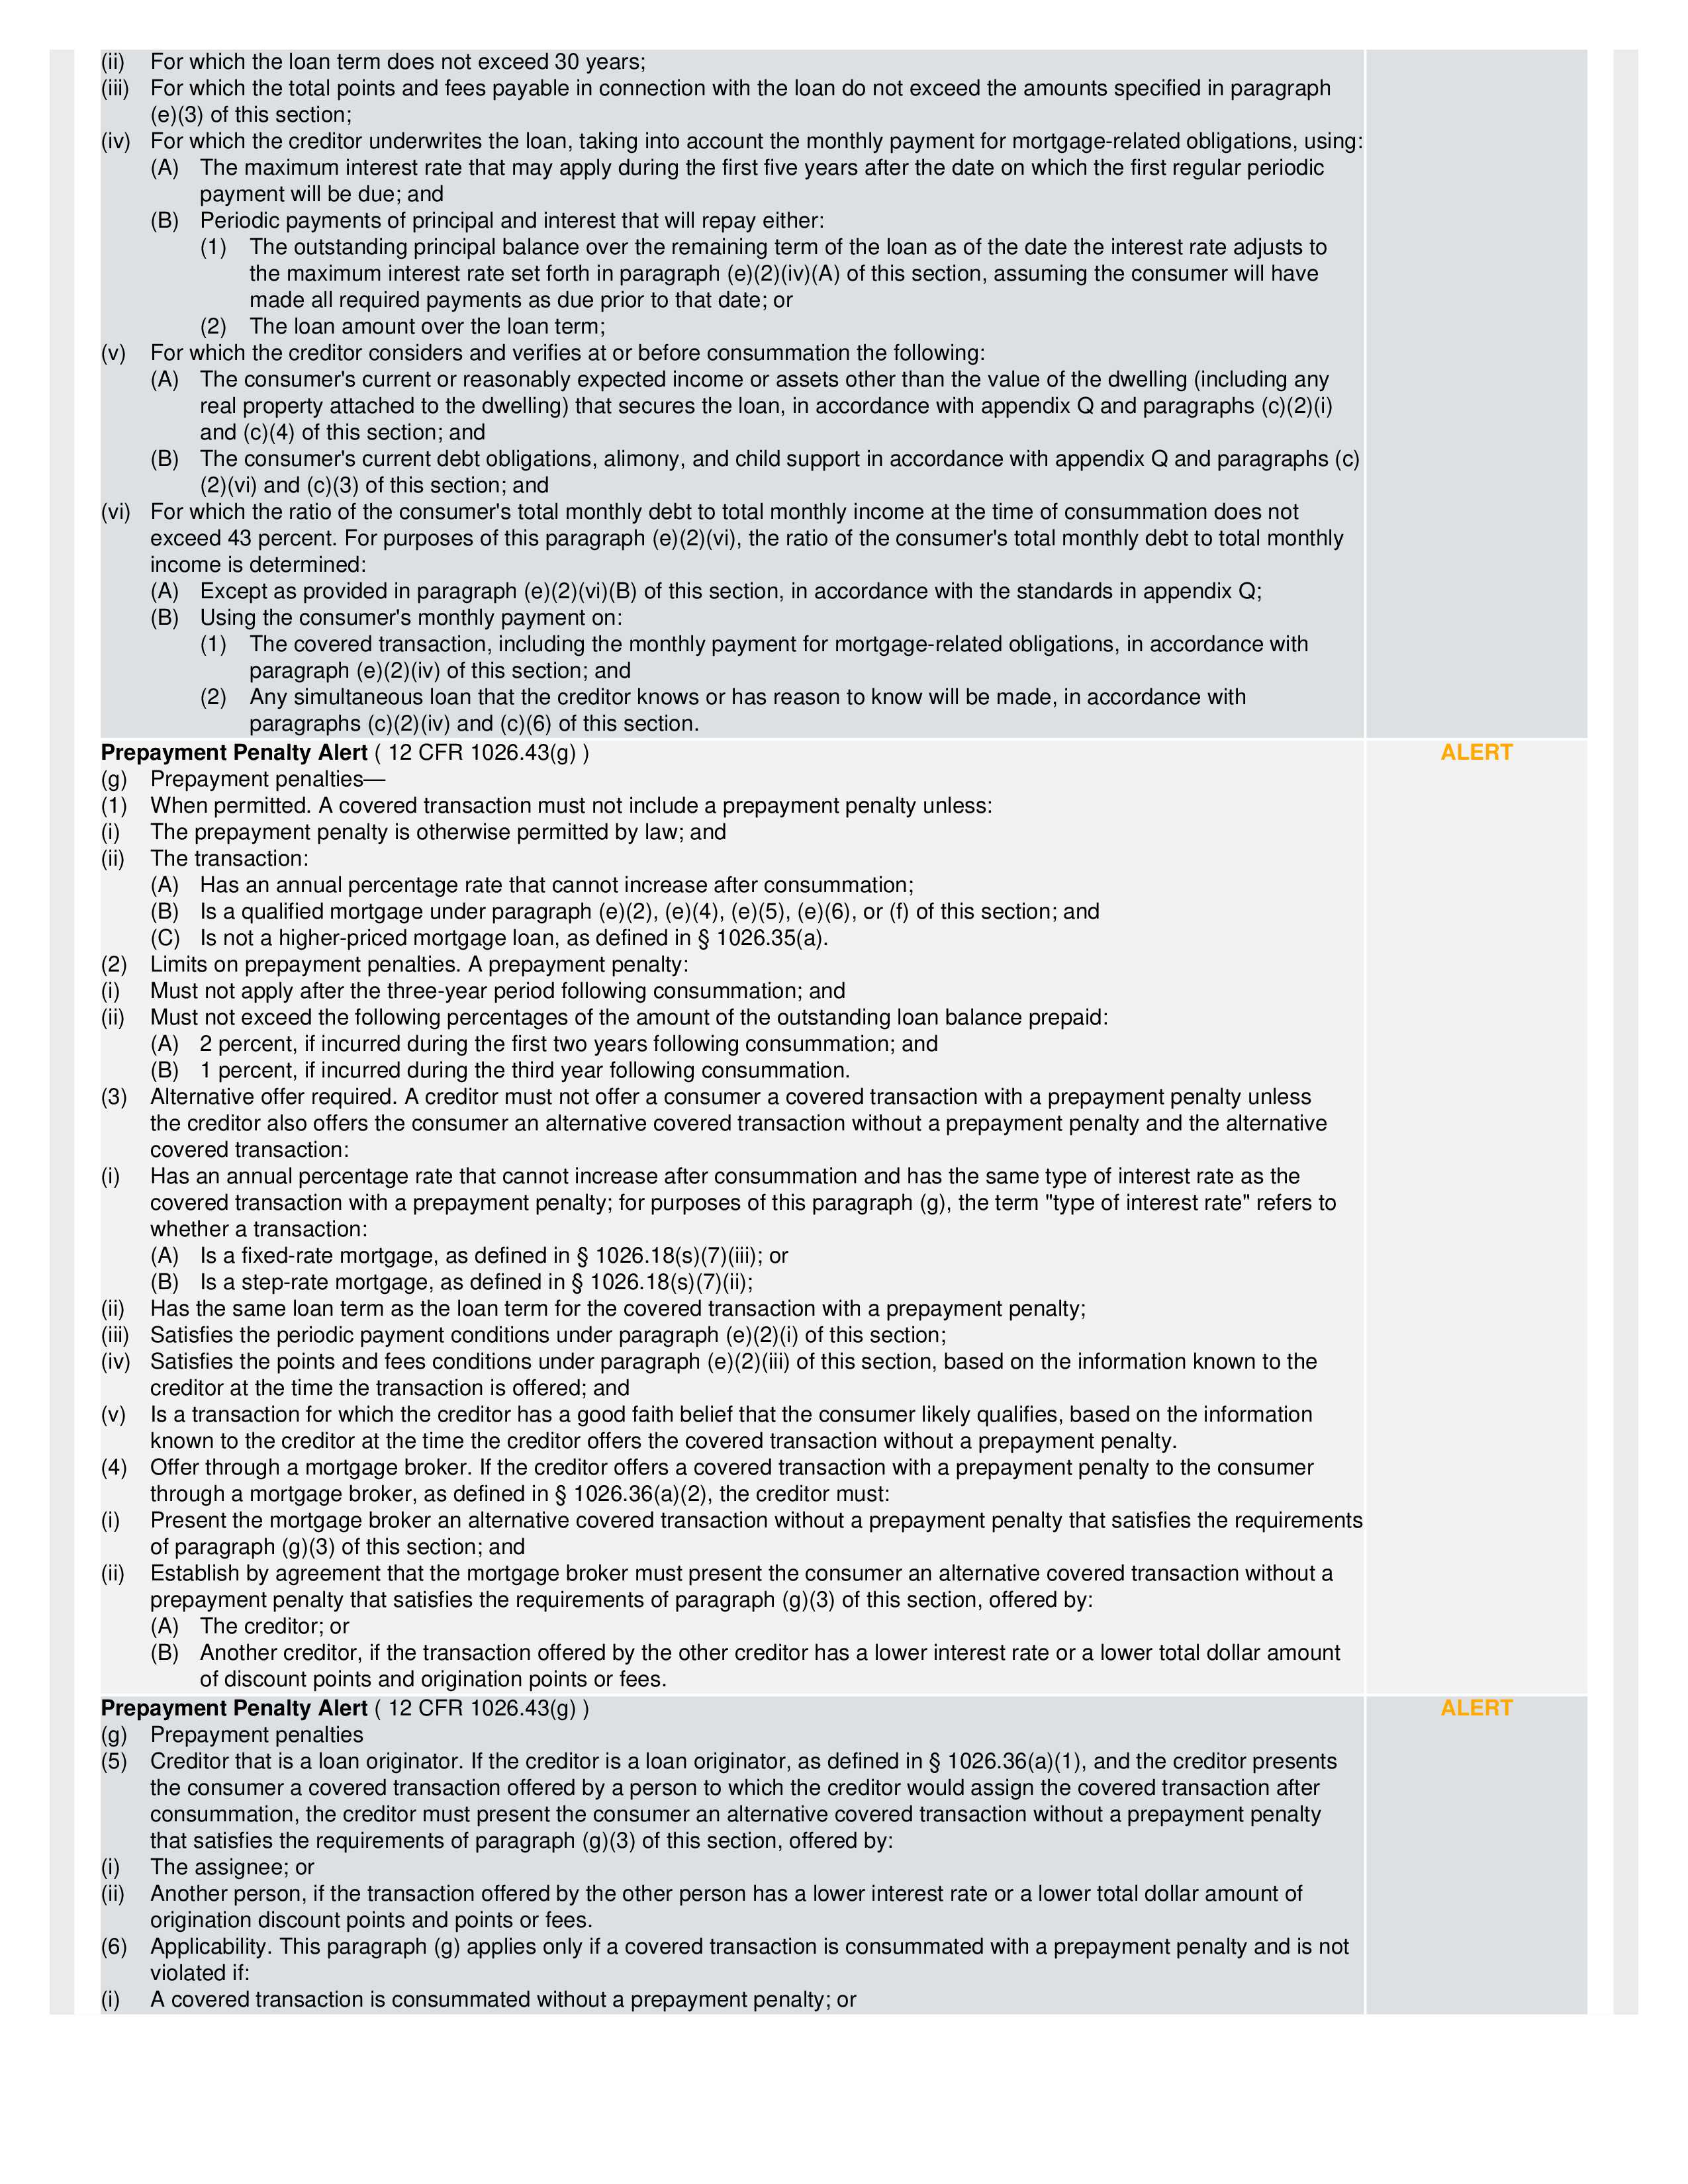 (ii) For which the loan term does not exceed 30 years;
(iii) For which the total points and fees payable in connection with the loan do not exceed the amounts specified in paragraph
(e)(3) of this section;
(iv) For which the creditor underwrites the loan, taking into account the monthly payment for mortgage-related obligations, using:
(A) The maximum interest rate that may apply during the first five years after the date on which the first regular periodic
payment will be due; and
(B) Periodic payments of principal and interest that will repay either:
(1) The outstanding principal balance over the remaining term of the loan as of the date the interest rate adjusts to
the maximum interest rate set forth in paragraph (e)(2)(iv)(A) of this section, assuming the consumer will have
made all required payments as due prior to that date; or
(2) The loan amount over the loan term;
(v) For which the creditor considers and verifies at or before consummation the following:
(A) The consumer's current or reasonably expected income or assets other than the value of the dwelling (including any
real property attached to the dwelling) that secures the loan, in accordance with appendix Q and paragraphs (c)(2)(i)
and (c)(4) of this section; and
(B) The consumer's current debt obligations, alimony, and child support in accordance with appendix Q and paragraphs (c)
(2)(vi) and (c)(3) of this section; and
(vi) For which the ratio of the consumer's total monthly debt to total monthly income at the time of consummation does not
exceed 43 percent. For purposes of this paragraph (e)(2)(vi), the ratio of the consumer's total monthly debt to total monthly
income is determined:
(A) Except as provided in paragraph (e)(2)(vi)(B) of this section, in accordance with the standards in appendix Q;
(B) Using the consumer's monthly payment on:
(1) The covered transaction, including the monthly payment for mortgage-related obligations, in accordance with
paragraph (e)(2)(iv) of this section; and
(2) Any simultaneous loan that the creditor knows or has reason to know will be made, in accordance with
paragraphs (c)(2)(iv) and (c)(6) of this section.
Prepayment Penalty Alert ( 12 CFR 1026.43(g) ) ALERT
(g) Prepayment penalties—
(1) When permitted. A covered transaction must not include a prepayment penalty unless:
(i) The prepayment penalty is otherwise permitted by law; and
(ii) The transaction:
(A) Has an annual percentage rate that cannot increase after consummation;
(B) Is a qualified mortgage under paragraph (e)(2), (e)(4), (e)(5), (e)(6), or (f) of this section; and
(C) Is not a higher-priced mortgage loan, as defined in § 1026.35(a).
(2) Limits on prepayment penalties. A prepayment penalty:
(i) Must not apply after the three-year period following consummation; and
(ii) Must not exceed the following percentages of the amount of the outstanding loan balance prepaid:
(A) 2 percent, if incurred during the first two years following consummation; and
(B) 1 percent, if incurred during the third year following consummation.
(3) Alternative offer required. A creditor must not offer a consumer a covered transaction with a prepayment penalty unless
the creditor also offers the consumer an alternative covered transaction without a prepayment penalty and the alternative
covered transaction:
(i) Has an annual percentage rate that cannot increase after consummation and has the same type of interest rate as the
covered transaction with a prepayment penalty; for purposes of this paragraph (g), the term "type of interest rate" refers to
whether a transaction:
(A) Is a fixed-rate mortgage, as defined in § 1026.18(s)(7)(iii); or
(B) Is a step-rate mortgage, as defined in § 1026.18(s)(7)(ii);
(ii) Has the same loan term as the loan term for the covered transaction with a prepayment penalty;
(iii) Satisfies the periodic payment conditions under paragraph (e)(2)(i) of this section;
(iv) Satisfies the points and fees conditions under paragraph (e)(2)(iii) of this section, based on the information known to the
creditor at the time the transaction is offered; and
(v) Is a transaction for which the creditor has a good faith belief that the consumer likely qualifies, based on the information
known to the creditor at the time the creditor offers the covered transaction without a prepayment penalty.
(4) Offer through a mortgage broker. If the creditor offers a covered transaction with a prepayment penalty to the consumer
through a mortgage broker, as defined in § 1026.36(a)(2), the creditor must:
(i) Present the mortgage broker an alternative covered transaction without a prepayment penalty that satisfies the requirements
of paragraph (g)(3) of this section; and
(ii) Establish by agreement that the mortgage broker must present the consumer an alternative covered transaction without a
prepayment penalty that satisfies the requirements of paragraph (g)(3) of this section, offered by:
(A) The creditor; or
(B) Another creditor, if the transaction offered by the other creditor has a lower interest rate or a lower total dollar amount
of discount points and origination points or fees.
Prepayment Penalty Alert ( 12 CFR 1026.43(g) ) ALERT
(g) Prepayment penalties
(5) Creditor that is a loan originator. If the creditor is a loan originator, as defined in § 1026.36(a)(1), and the creditor presents
the consumer a covered transaction offered by a person to which the creditor would assign the covered transaction after
consummation, the creditor must present the consumer an alternative covered transaction without a prepayment penalty
that satisfies the requirements of paragraph (g)(3) of this section, offered by:
(i) The assignee; or
(ii) Another person, if the transaction offered by the other person has a lower interest rate or a lower total dollar amount of
origination discount points and points or fees.
(6) Applicability. This paragraph (g) applies only if a covered transaction is consummated with a prepayment penalty and is not
violated if:
(i) A covered transaction is consummated without a prepayment penalty; or